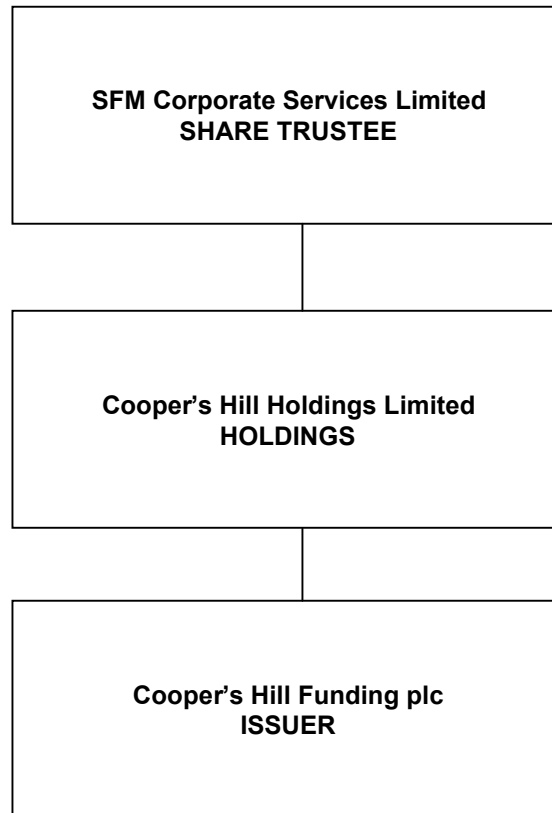 SFM Corporate Services Limited
SHARE TRUSTEE
Cooper’s Hill Holdings Limited
HOLDINGS
Cooper’s Hill Funding plc
ISSUER